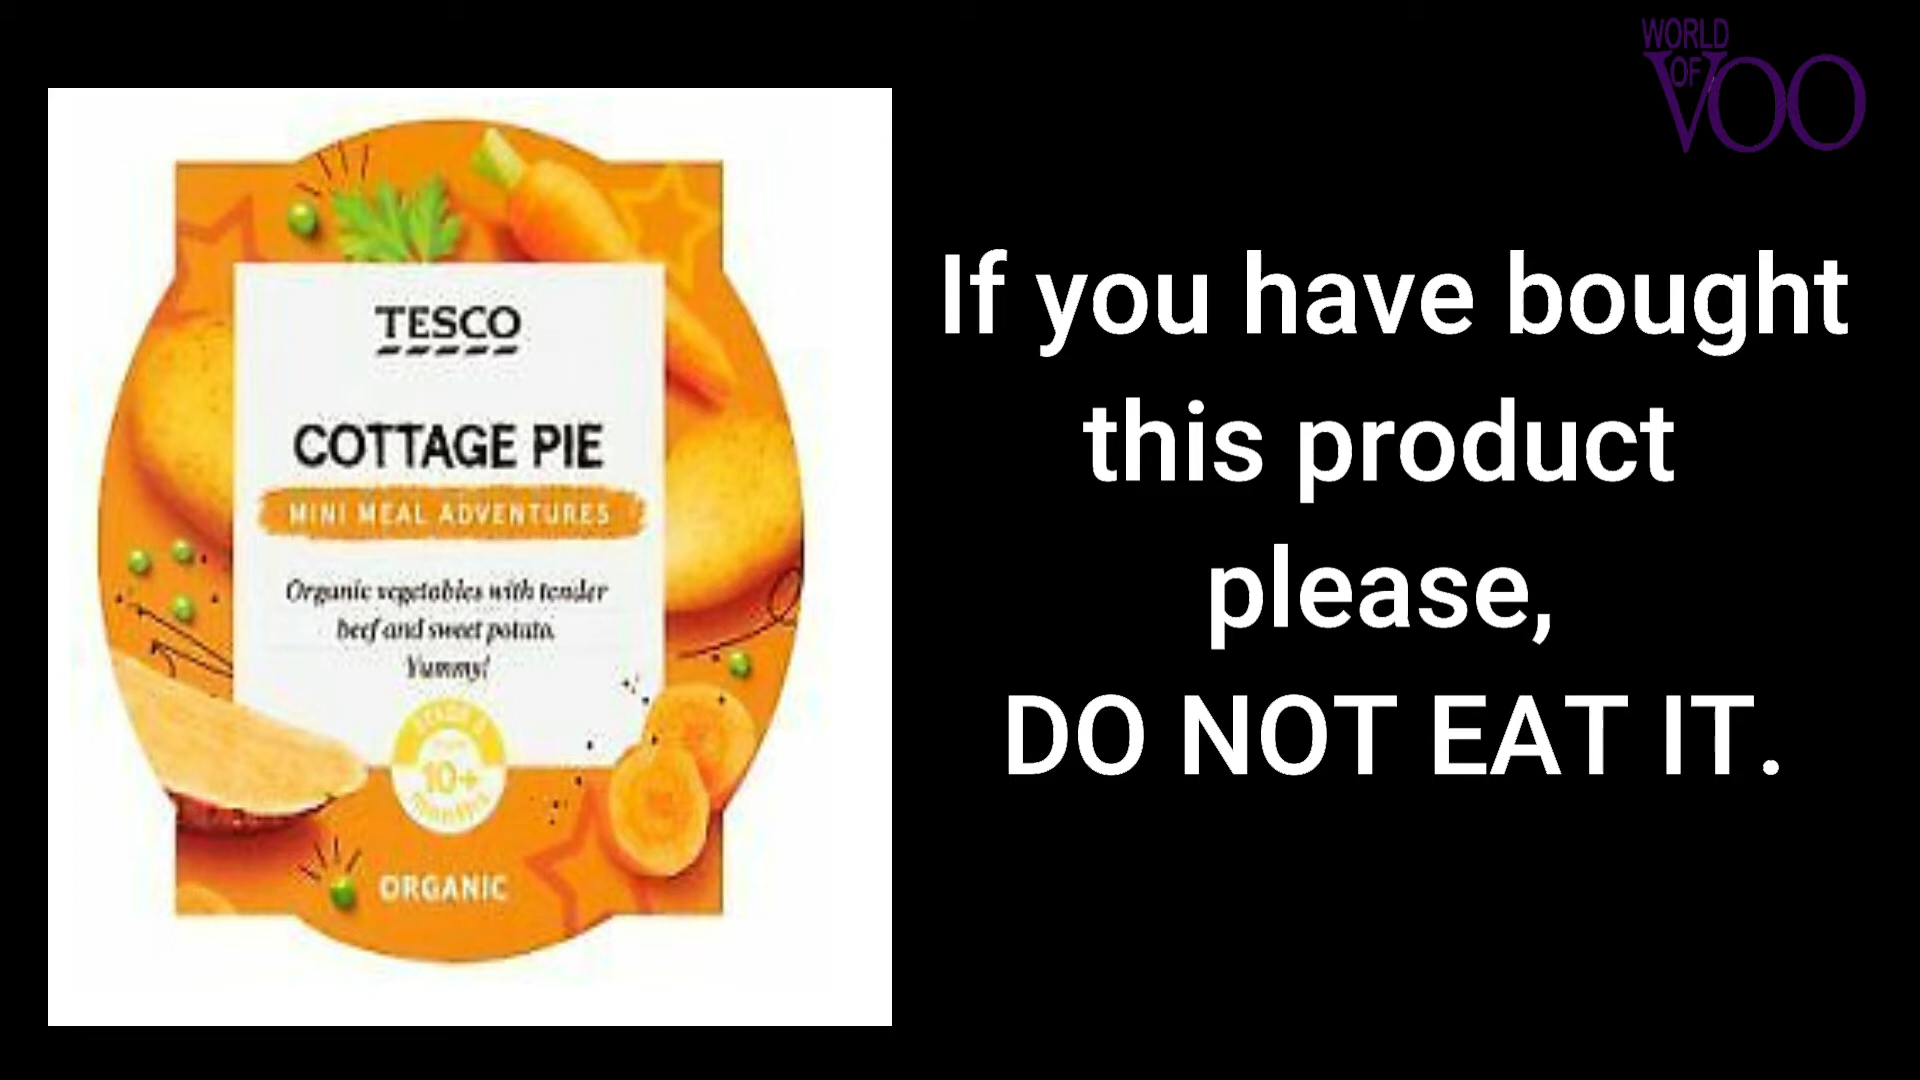 WORLD
OF
VOO
TESCO
COTTAGE PIE
MINI MEAL ADVENTURES
Organic vegetables with tender
beef and sweet potato.
Yummy!
10+
ORGANIC
If you have bought
this product
please,
DO NOT EAT IT.